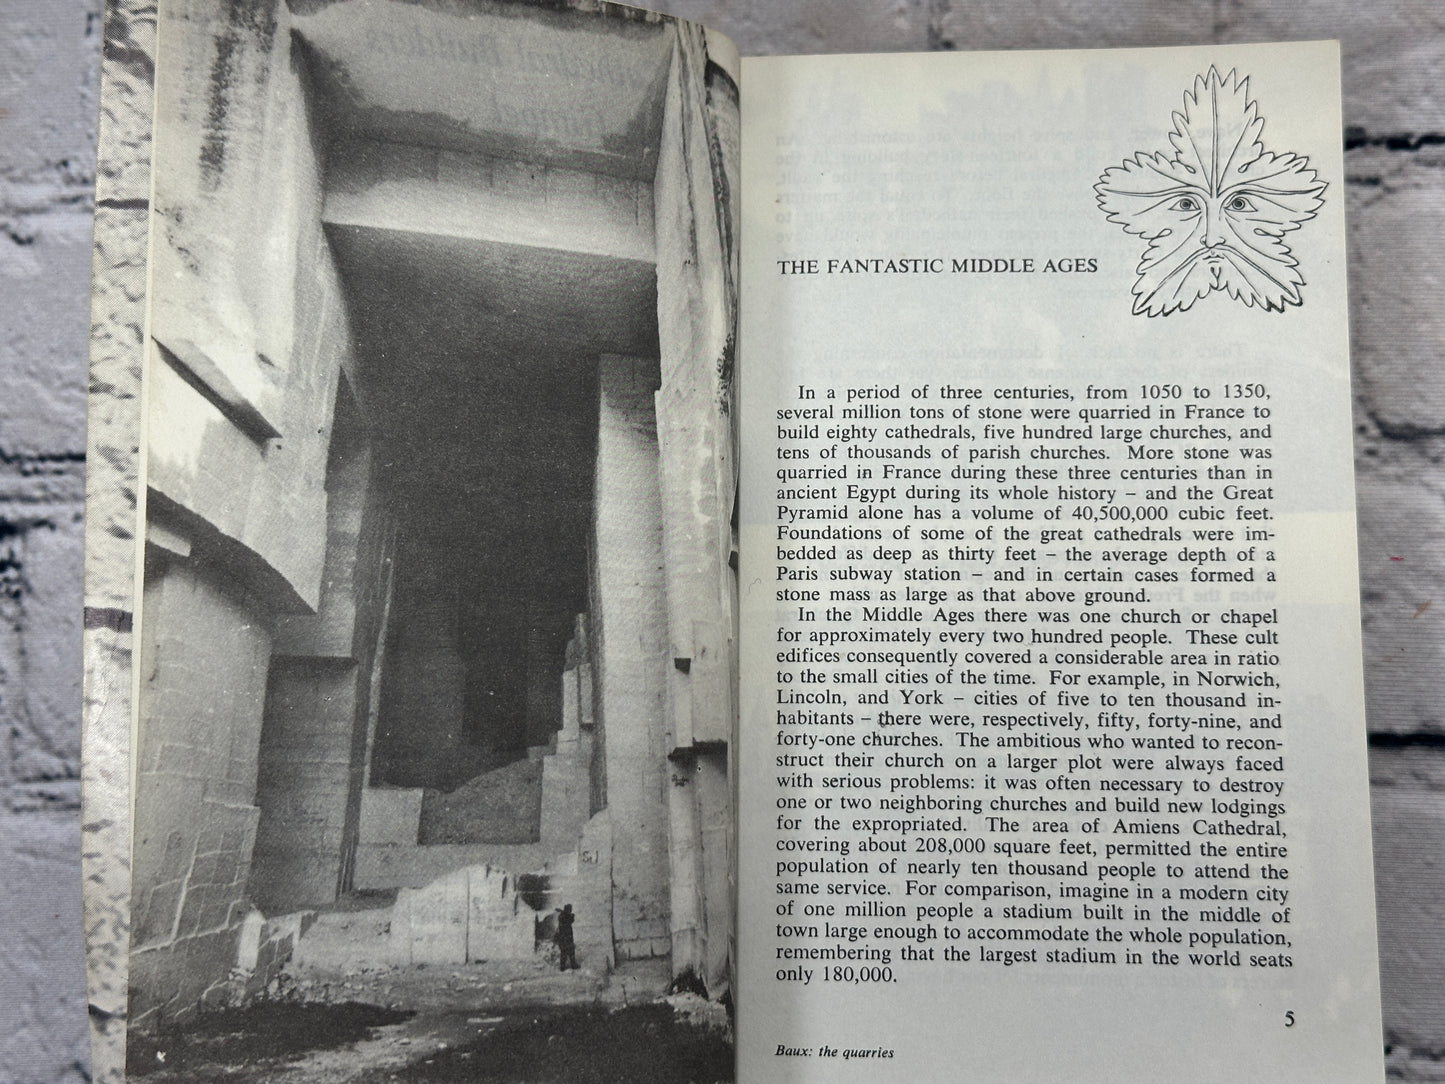 THE FANTASTIC MIDDLE AGES
In a period of three centuries, from 1050 to 1350,
several million tons of stone were quarried in France to
build eighty cathedrals, five hundred large churches, and
tens of thousands of parish churches. More stone was
quarried in France during these three centuries than in
ancient Egypt during its whole history – and the Great
Pyramid alone has a volume of 40,500,000 cubic feet.
Foundations of some of the great cathedrals were im-
bedded as deep as thirty feet – the average depth of a
Paris subway station – and in certain cases formed a
stone mass as large as that above ground.
In the Middle Ages there was one church or chapel
for approximately every two hundred people. These cult
edifices consequently covered a considerable area in ratio
to the small cities of the time. For example, in Norwich,
Lincoln, and York – cities of five to ten thousand in-
habitants – there were, respectively, fifty, forty-nine, and
forty-one churches. The ambitious who wanted to recon-
struct their church on a larger plot were always faced
with serious problems: it was often necessary to destroy
one or two neighboring churches and build new lodgings
for the expropriated. The area of Amiens Cathedral,
covering about 208,000 square feet, permitted the entire
population of nearly ten thousand people to attend the
same service. For comparison, imagine in a modern city
of one million people a stadium built in the middle of
town large enough to accommodate the whole population,
remembering that the largest stadium in the world seats
only 180,000.
5
Baux: the quarries